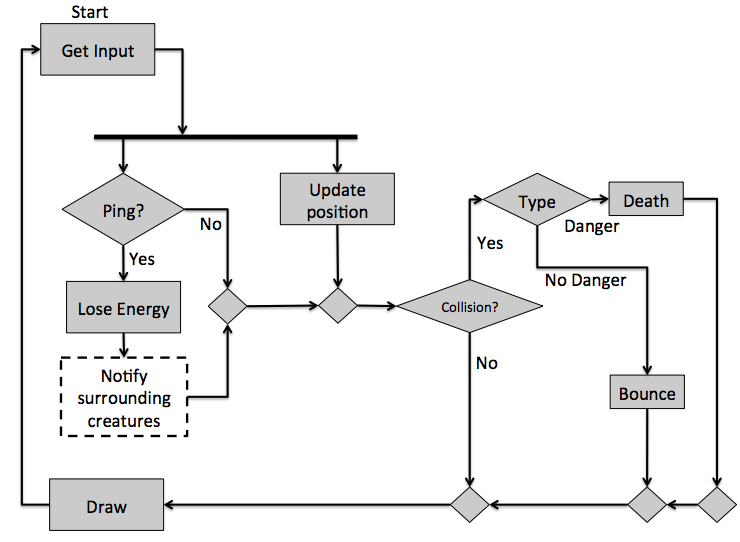 Start
Get Input
Ping?
No
Yes
Lose Energy
Notify
surrounding
creatures
Update
position
Collision?
Yes
No
Type
Danger
No Danger
Death
Bounce
Draw